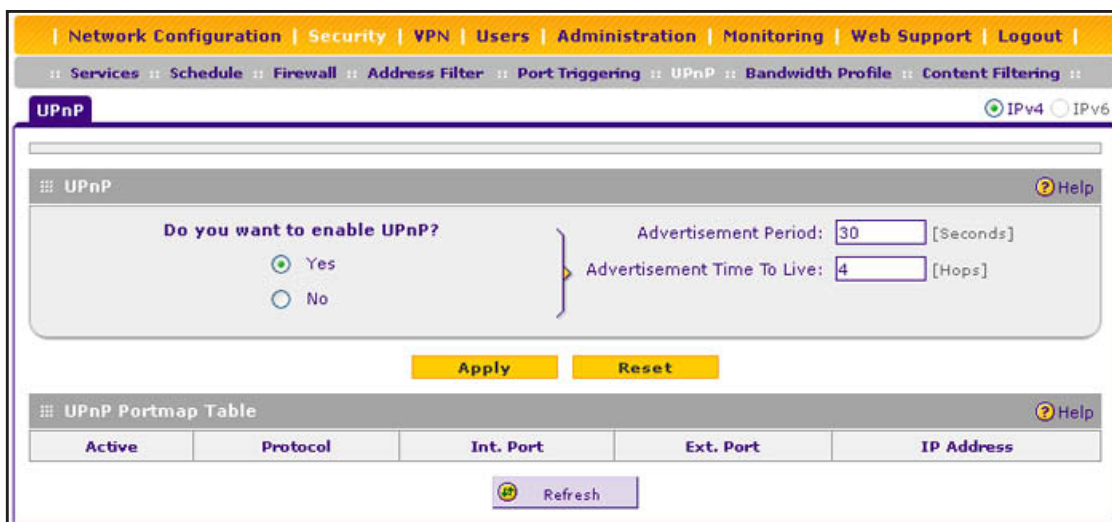 | Network Configuration | Security | VPN | Users | Administration | Monitoring | Web Support | Logout |
:: Services :: Schedule :: Firewall :: Address Filter :: Port Triggering :: UPnP :: Bandwidth Profile :: Content Filtering ::
UPnP IPv4 IPv6
UPnP ? Help
Do you want to enable UPnP?
Yes
No
Advertisement Period: 30 [Seconds]
Advertisement Time To Live: 4 [Hops]
Apply Reset
UPnP Portmap Table ? Help
Active Protocol Int. Port Ext. Port IP Address
Refresh